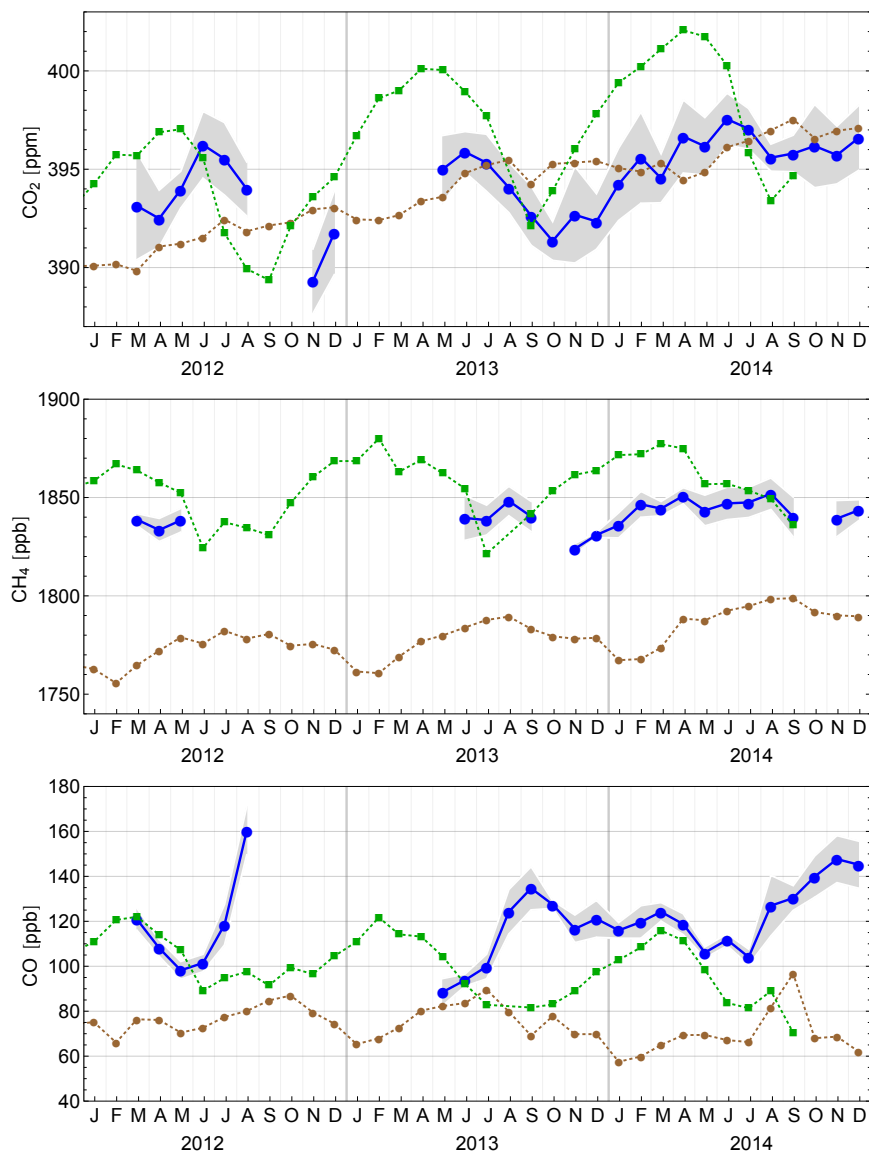 400
395
390
CO2 [ppm]
J F M A M J J A S O N D J F M A M J J A S O N D J F M A M J J A S O N D
2012 2013 2014
1900
1850
1800
1750
CH4 [ppb]
J F M A M J J A S O N D J F M A M J J A S O N D J F M A M J J A S O N D
2012 2013 2014
180
160
140
120
100
80
60
40
CO [ppb]
J F M A M J J A S O N D J F M A M J J A S O N D J F M A M J J A S O N D
2012 2013 2014